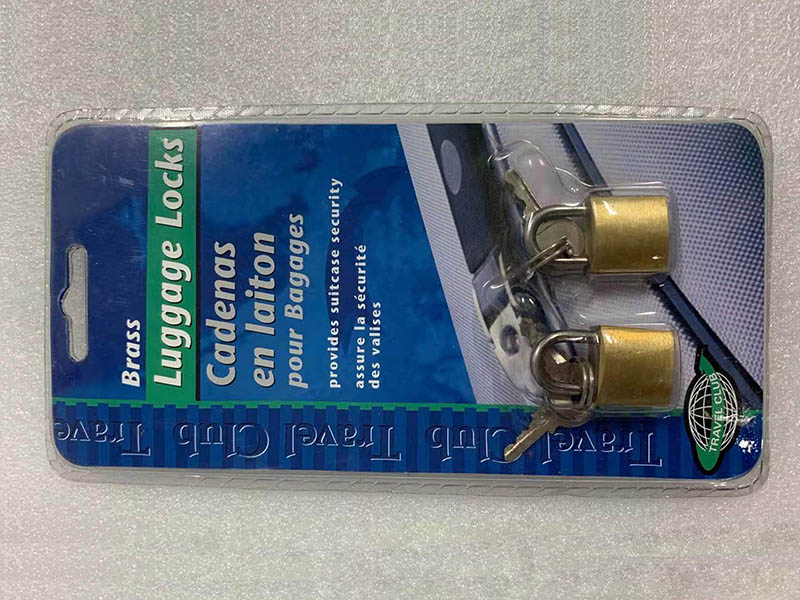 Brass
Luggage Locks
Cadenas
en laiton
pour Bagages
provides suitcase security
assure la sécurité
des valises
Trave Travel Club Travel Club Travel
TRAVEL CLUB